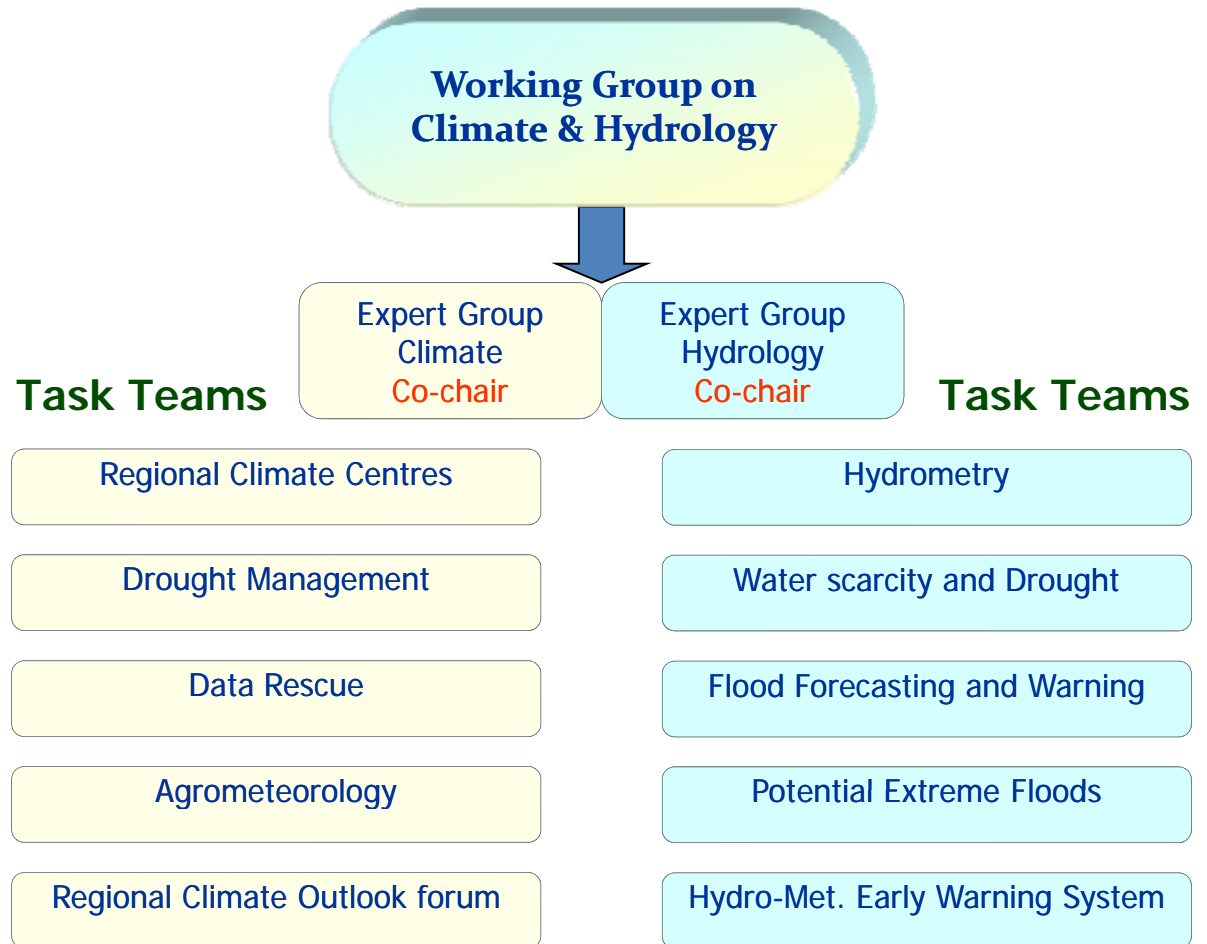 Working Group on
Climate & Hydrology
Expert Group
Climate
Co-chair
Expert Group
Hydrology
Co-chair
Task Teams
Task Teams
Regional Climate Centres
Drought Management
Data Rescue
Agrometeorology
Regional Climate Outlook forum
Hydrometry
Water scarcity and Drought
Flood Forecasting and Warning
Potential Extreme Floods
Hydro-Met. Early Warning System